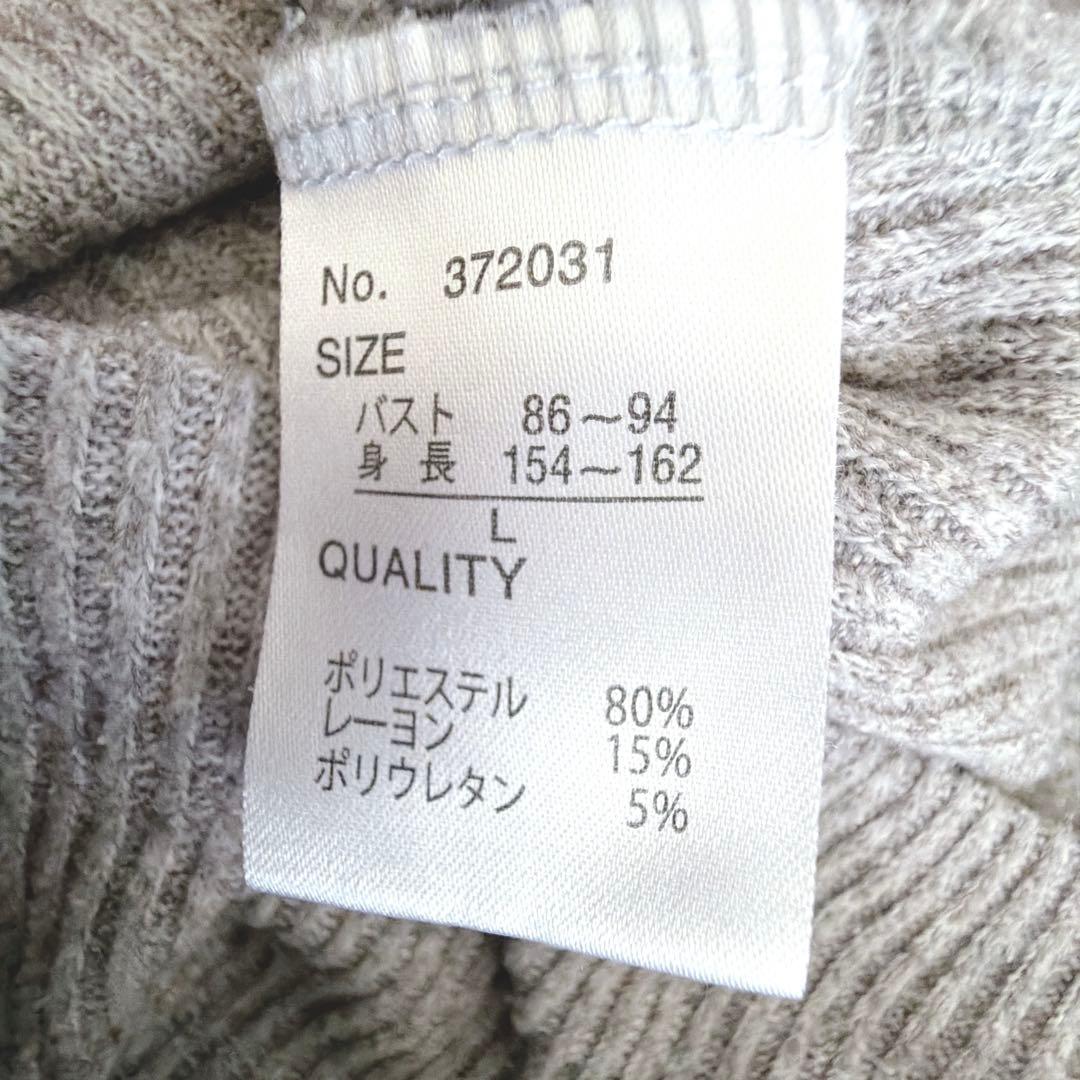 No. 372031
SIZE
バスト 86～94
身 長 154～162
L
QUALITY
ポリエステル 80%
レーヨン 15%
ポリウレタン 5%